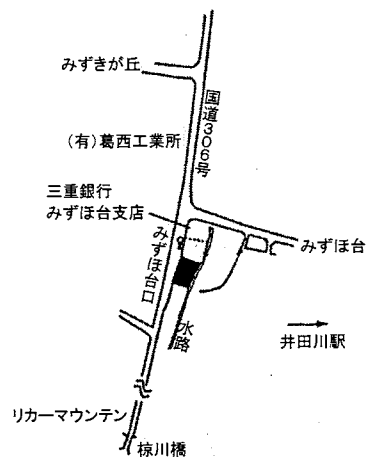 みずきが丘
国道306号
(有)葛西工業所
三重銀行
みずほ台支店
みずほ台口
みずほ台
水路
井田川駅
リカーマウンテン
椋川橋